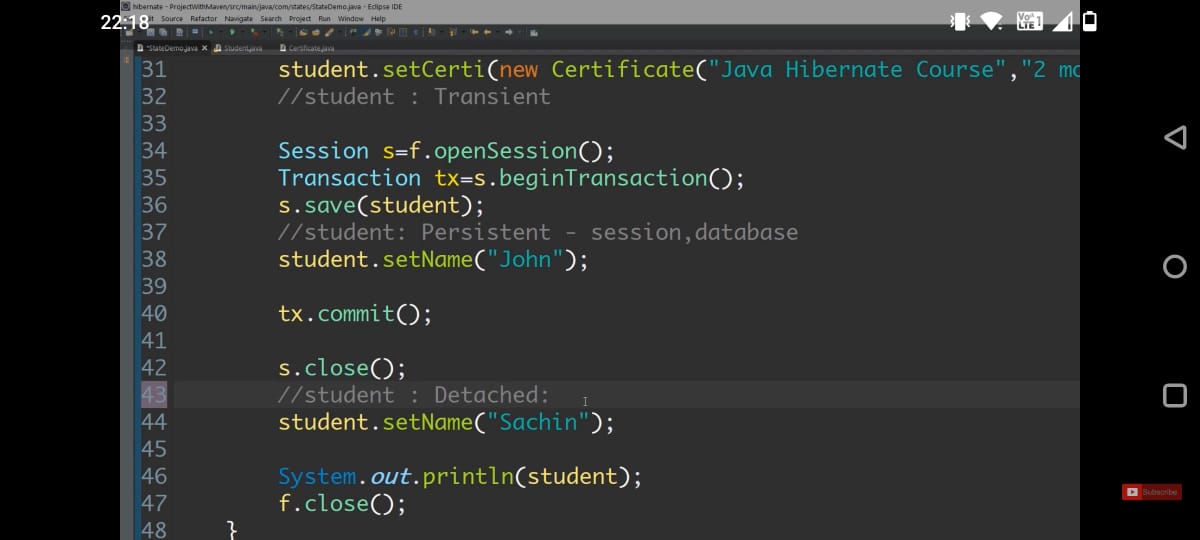 22:18
hibernate - ProjectWithMaven/src/main/java/com/states/StateDemo.java - Eclipse IDE
Source Refactor Navigate Search Project Run Window Help
*StateDemo.java Student.java Certificate.java
31 student.setCerti(new Certificate("Java Hibernate Course","2 mo
32 //student : Transient
33
34 Session s=f.openSession();
35 Transaction tx=s.beginTransaction();
36 s.save(student);
37 //student: Persistent - session,database
38 student.setName("John");
39
40 tx.commit();
41
42 s.close();
43 //student : Detached:
44 student.setName("Sachin");
45
46 System.out.println(student);
47 f.close();
48 }
Subscribe